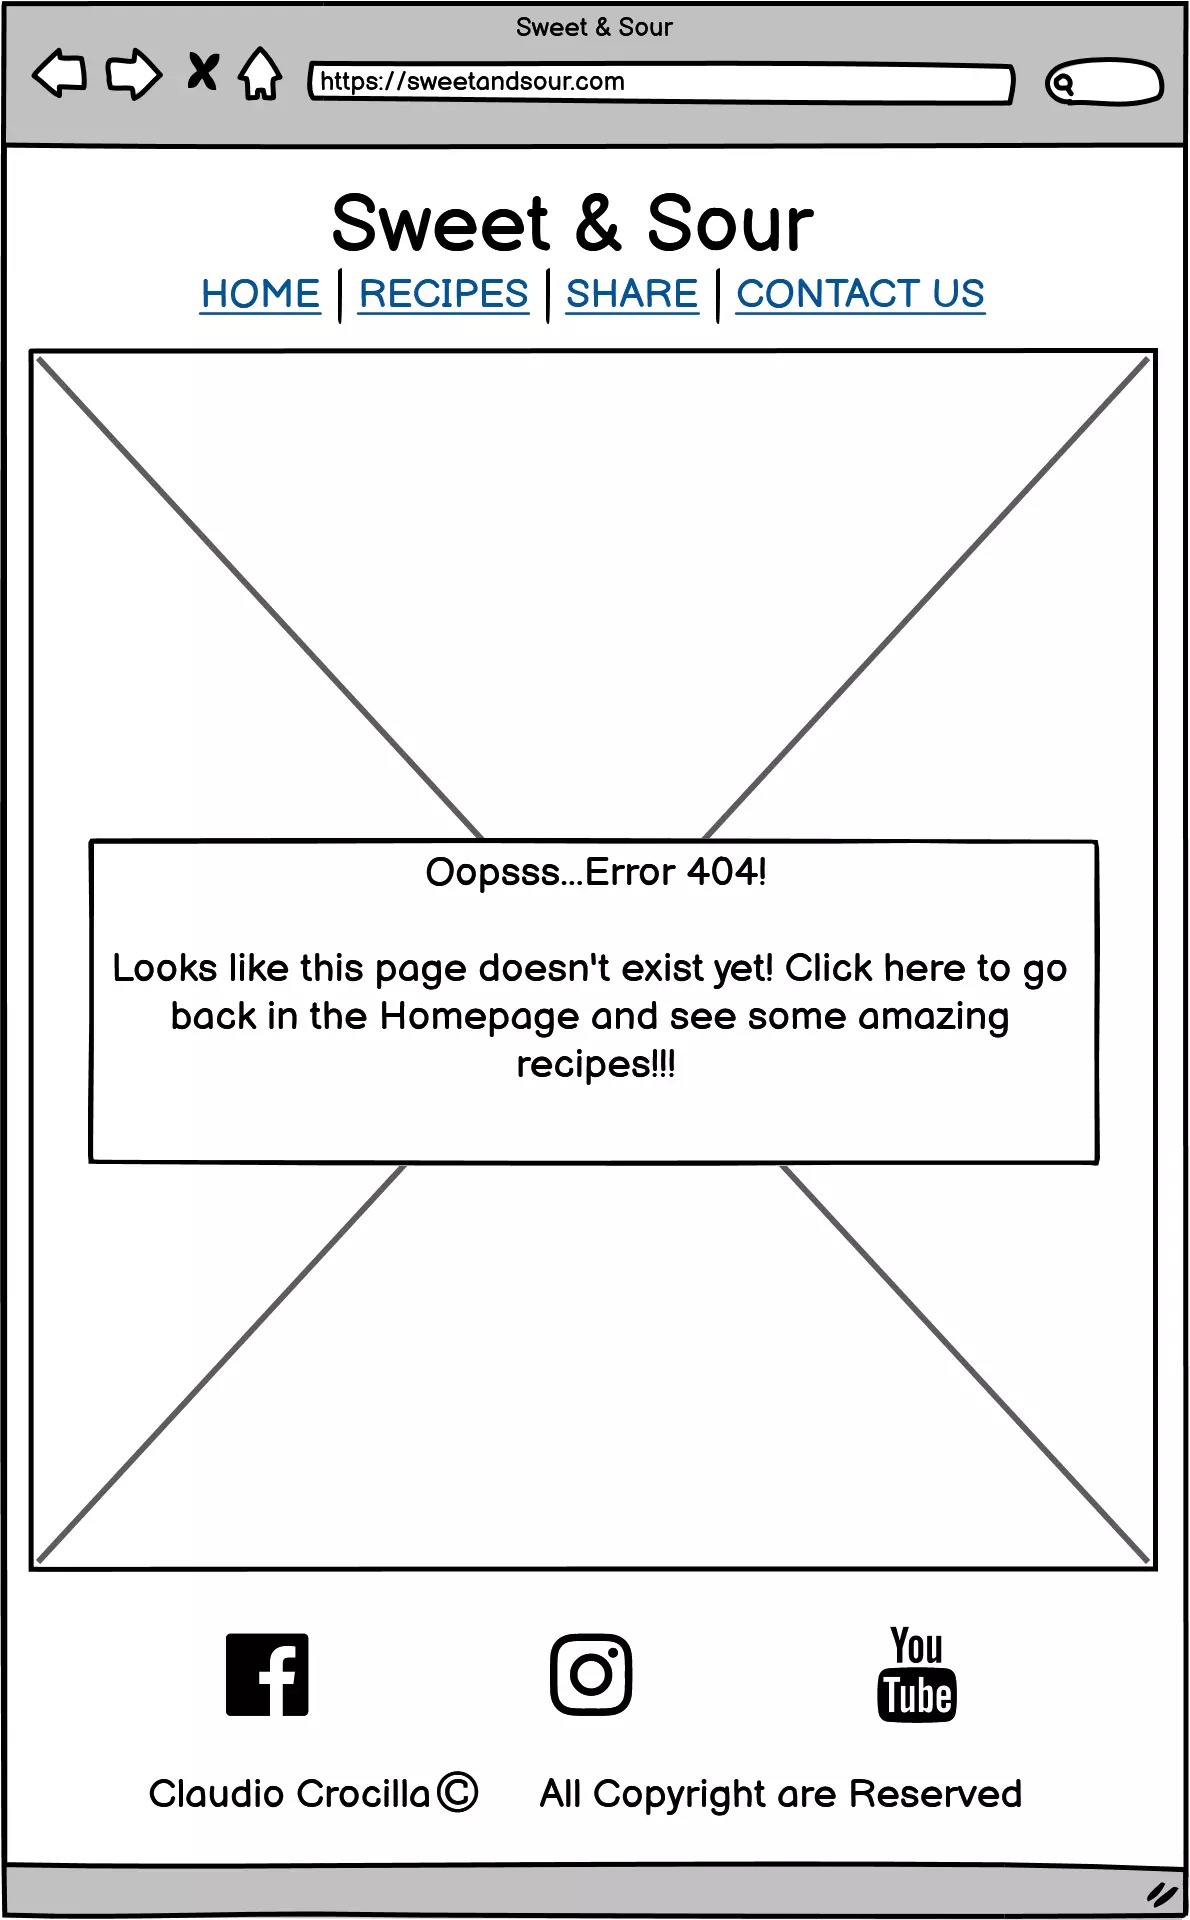 Sweet & Sour
https://sweetandsour.com
Sweet & Sour
HOME | RECIPES | SHARE | CONTACT US
Oopsss...Error 404!
Looks like this page doesn't exist yet! Click here to go
back in the Homepage and see some amazing
recipes!!!
You
Tube
Claudio Crocilla© All Copyright are Reserved